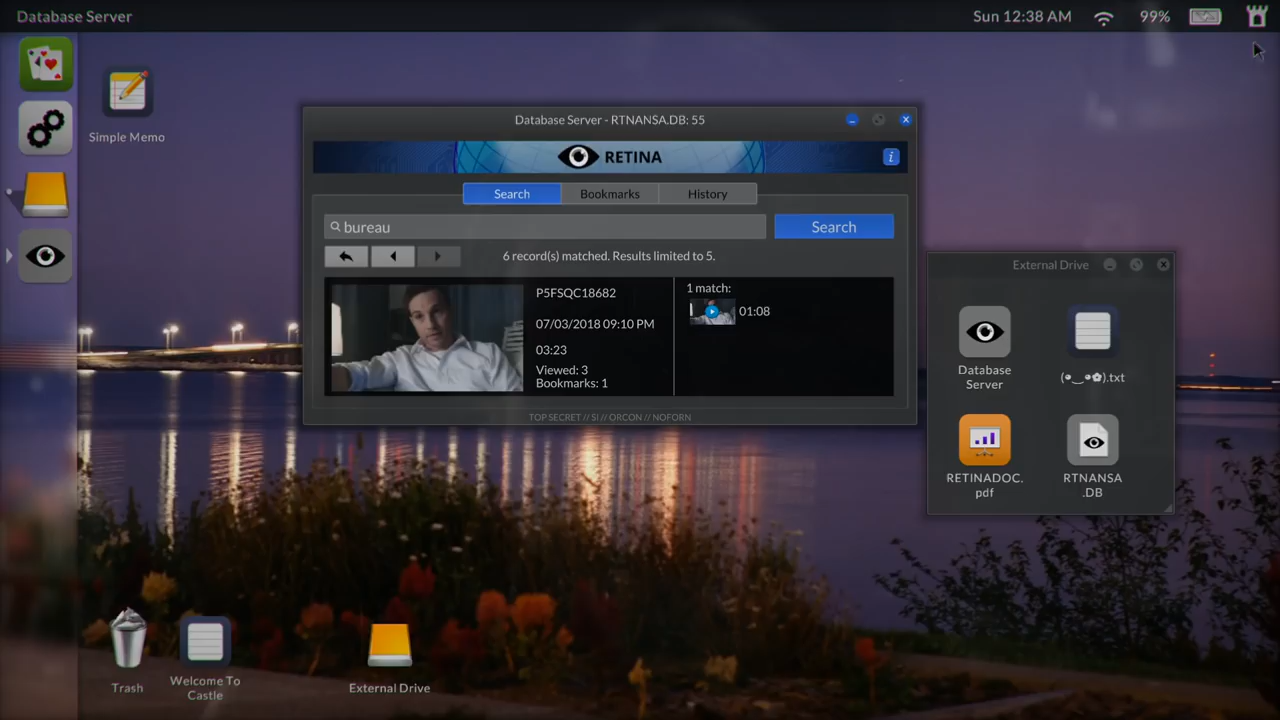 Database Server
Sun 12:38 AM
99%
Simple Memo
Database Server - RTNANSA.DB: 55
RETINA
i
Search
Bookmarks
History
bureau
Search
6 record(s) matched. Results limited to 5.
P5FSQC18682
07/03/2018 09:10 PM
03:23
Viewed: 3
Bookmarks: 1
1 match:
01:08
TOP SECRET // SI // ORCON // NOFORN
External Drive
Database
Server
(•‿•✿).txt
RETINADOC.
pdf
RTNANSA
.DB
Trash
Welcome To
Castle
External Drive